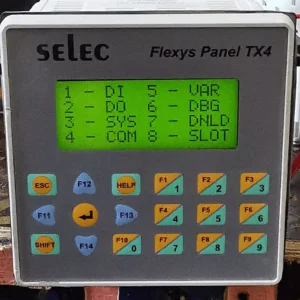 selec Flexys Panel TX4
1 - DI 5 - VAR
2 - DO 6 - DBG
3 - SYS 7 - DNLD
4 - COM 8 - SLOT
ESC F12 HELP F1 1 F2 2 F3 3
F11 F13 F4 4 F5 5 F6 6
SHIFT F14 F10 0 F7 7 F8 8 F9 9